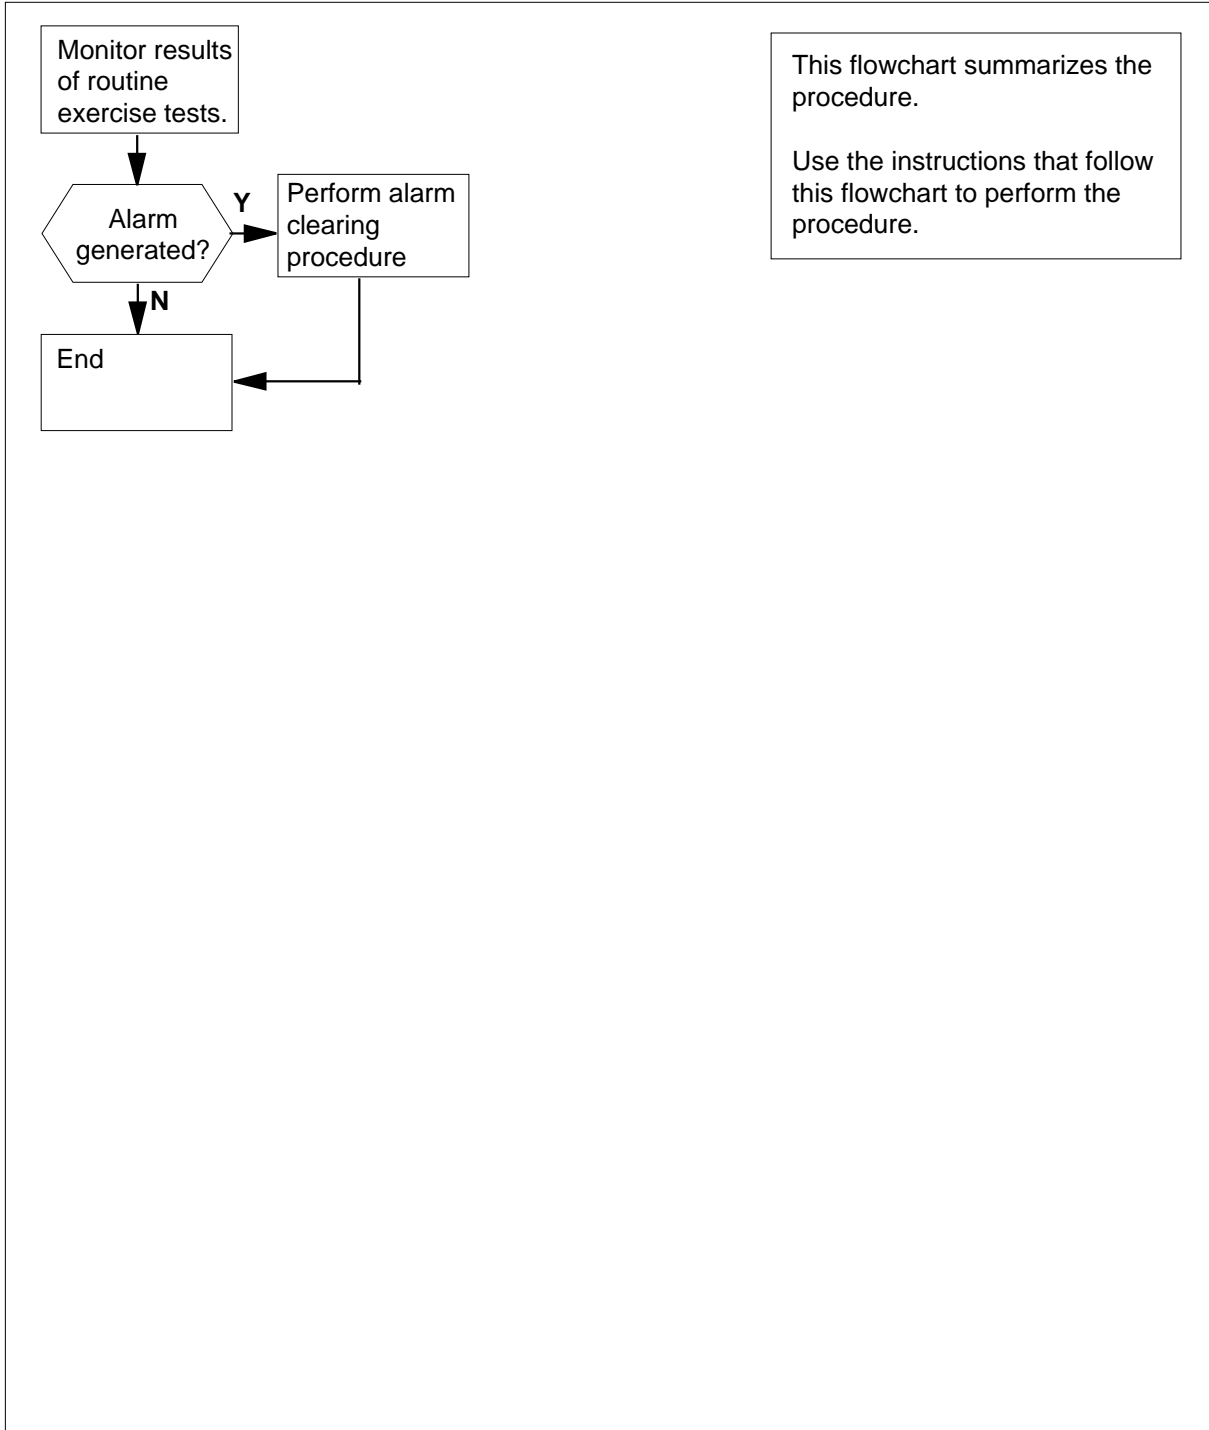 Monitor results
of routine
exercise tests.
Alarm
generated?
Y
Perform alarm
clearing
procedure
N
End
This flowchart summarizes the
procedure.
Use the instructions that follow
this flowchart to perform the
procedure.